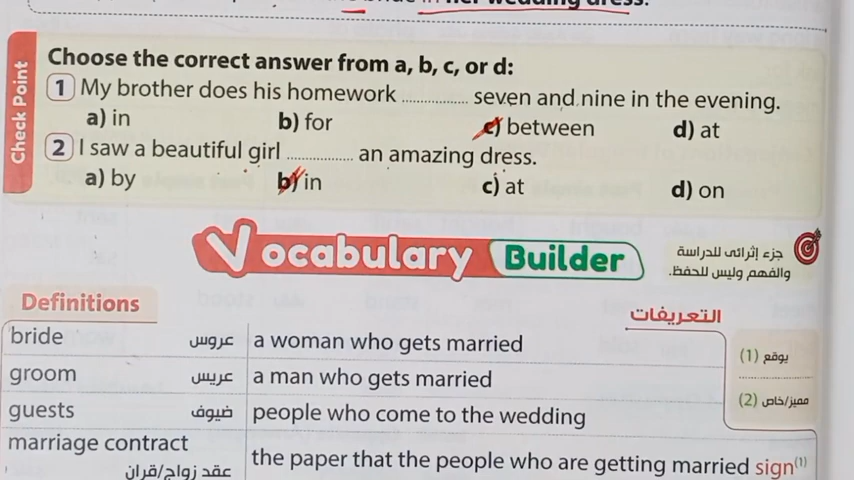 in her wedding dress.
Check Point
Choose the correct answer from a, b, c, or d:
1 My brother does his homework ................ seven and nine in the evening.
a) in b) for c) between d) at
2 I saw a beautiful girl ................ an amazing dress.
a) by b) in c) at d) on
Vocabulary Builder
جزء إثرائى للدراسة
والفهم وليس للحفظ.
Definitions التعريفات
bride عروس a woman who gets married
groom عريس a man who gets married
guests ضيوف people who come to the wedding
marriage contract
عقد زواج/قران the paper that the people who are getting married sign(1)
(1) يوقع
(2) مميز/خاص